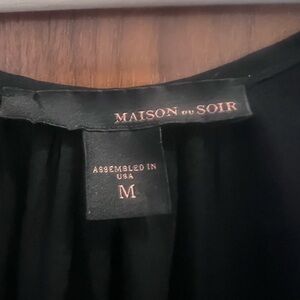 MAISON DU SOIR
ASSEMBLED IN
USA
M